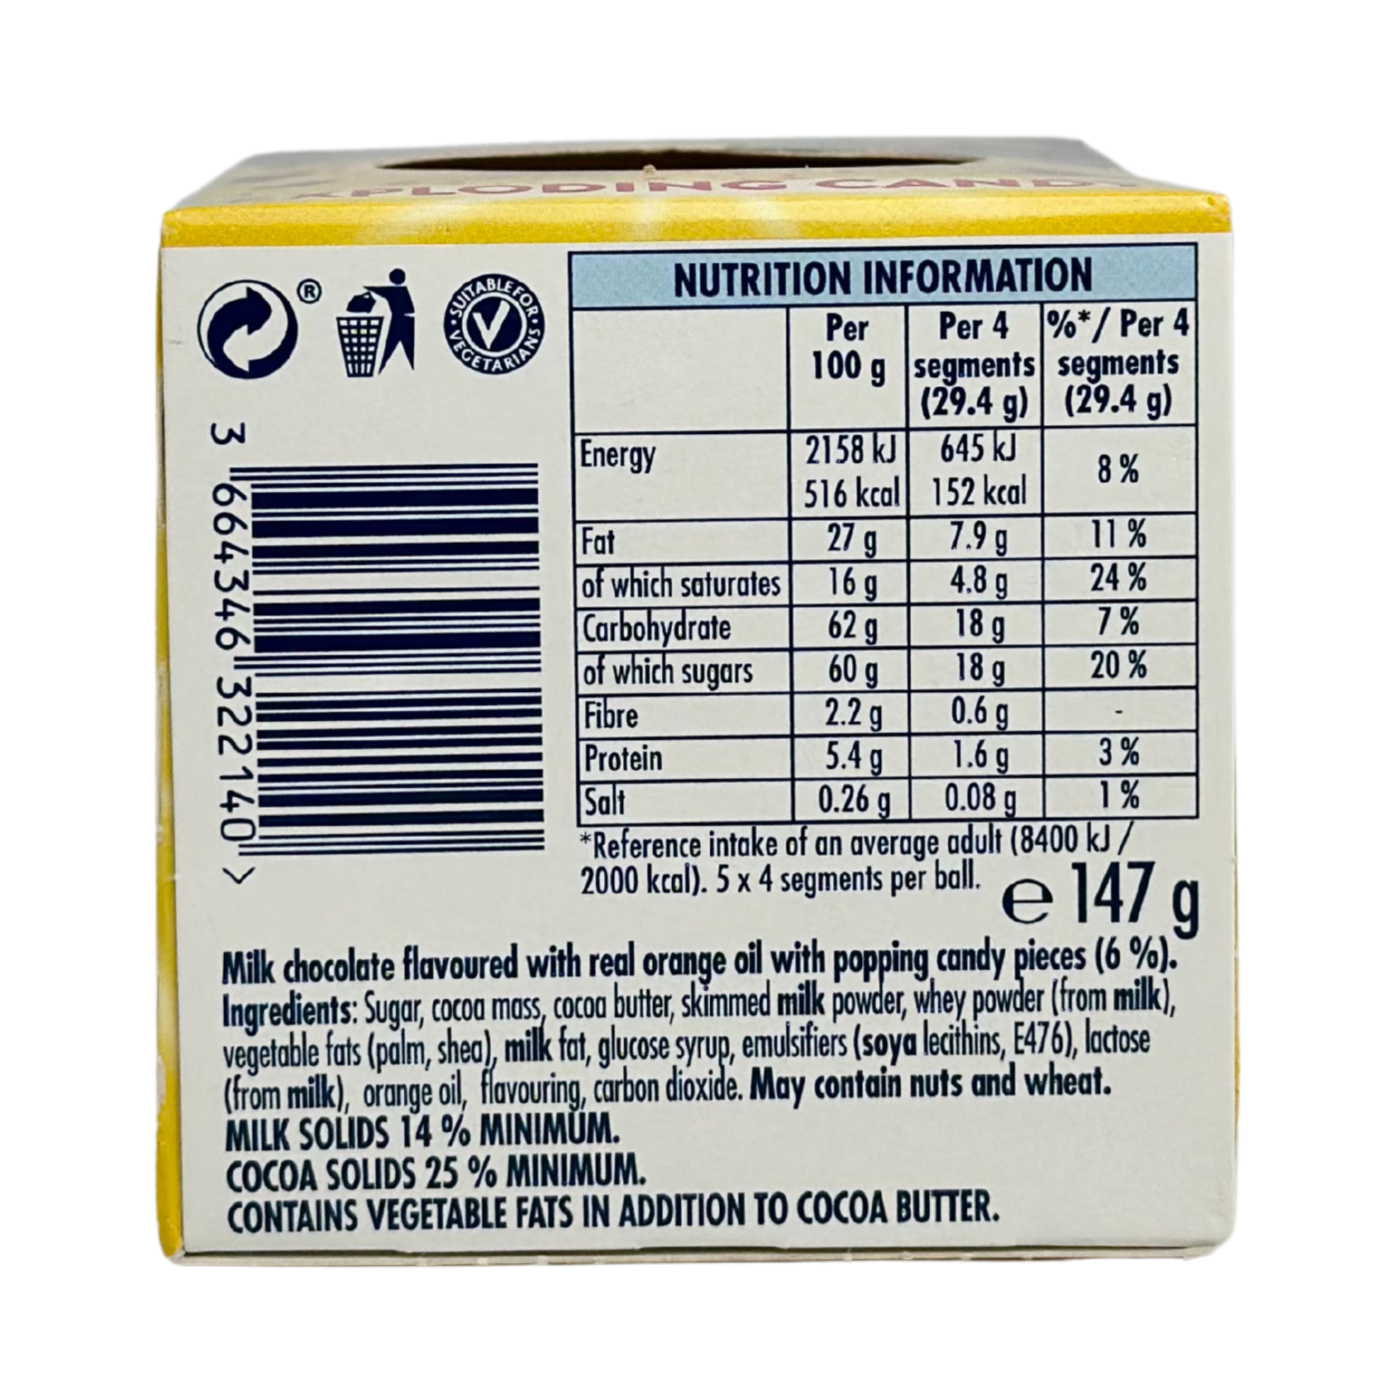 EXPLODING CANDY
®
SUITABLE FOR VEGETARIANS
V
3 664346 322140 >
NUTRITION INFORMATION
Per 100 g | Per 4 segments (29.4 g) | %*/ Per 4 segments (29.4 g)
Energy 2158 kJ 645 kJ 8 %
516 kcal 152 kcal
Fat 27 g 7.9 g 11 %
of which saturates 16 g 4.8 g 24 %
Carbohydrate 62 g 18 g 7 %
of which sugars 60 g 18 g 20 %
Fibre 2.2 g 0.6 g -
Protein 5.4 g 1.6 g 3 %
Salt 0.26 g 0.08 g 1 %
*Reference intake of an average adult (8400 kJ /
2000 kcal). 5 x 4 segments per ball.
e 147 g
Milk chocolate flavoured with real orange oil with popping candy pieces (6 %).
Ingredients: Sugar, cocoa mass, cocoa butter, skimmed milk powder, whey powder (from milk),
vegetable fats (palm, shea), milk fat, glucose syrup, emulsifiers (soya lecithins, E476), lactose
(from milk), orange oil, flavouring, carbon dioxide. May contain nuts and wheat.
MILK SOLIDS 14 % MINIMUM.
COCOA SOLIDS 25 % MINIMUM.
CONTAINS VEGETABLE FATS IN ADDITION TO COCOA BUTTER.